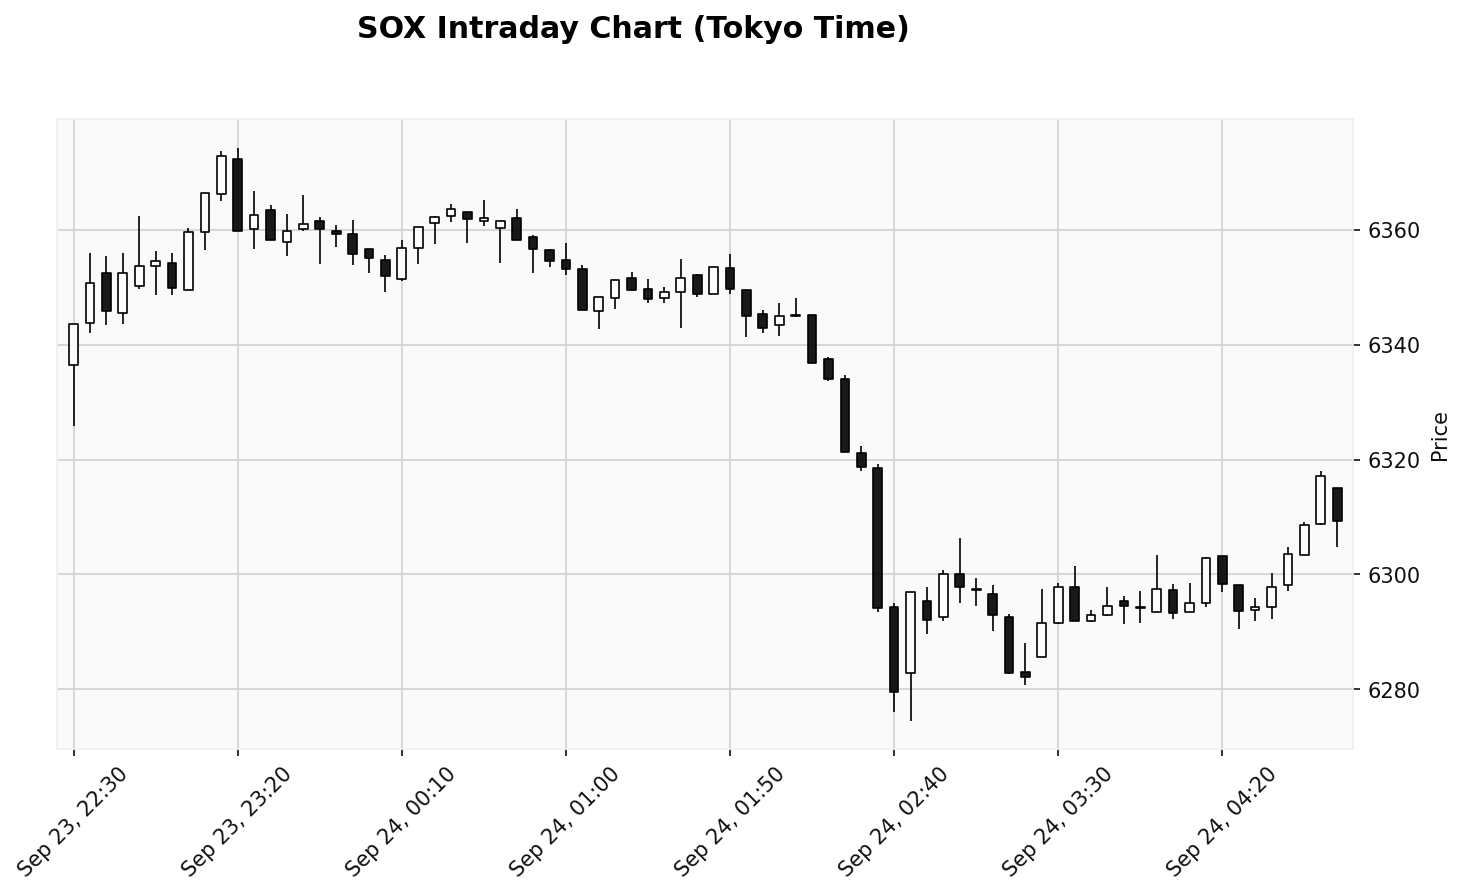 SOX Intraday Chart (Tokyo Time)
6360
6340
6320
6300
6280
Price
Sep 23, 22:30
Sep 23, 23:20
Sep 24, 00:10
Sep 24, 01:00
Sep 24, 01:50
Sep 24, 02:40
Sep 24, 03:30
Sep 24, 04:20